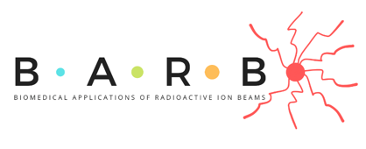 B • A • R • B
BIOMEDICAL APPLICATIONS OF RADIOACTIVE ION BEAMS